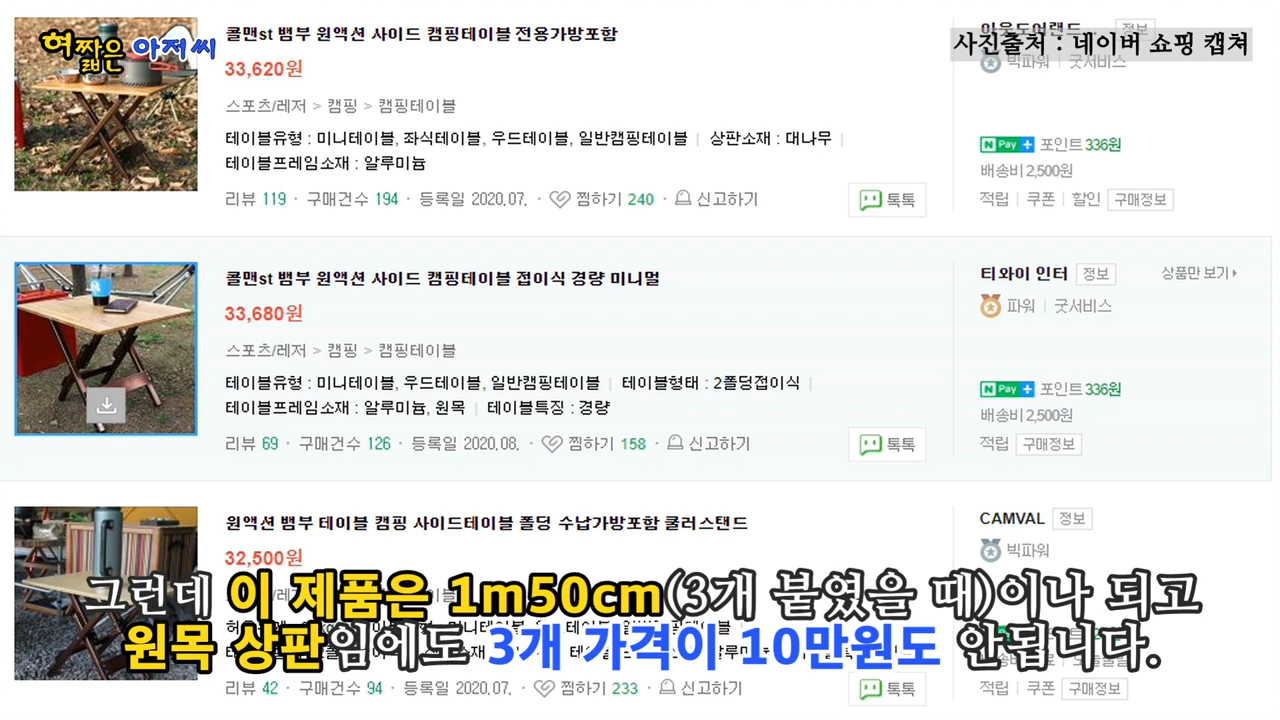 혀짧은 아저씨
사진출처 : 네이버 쇼핑 캡쳐
콜맨st 뱀부 원액션 사이드 캠핑테이블 전용가방포함
33,620원
스포츠/레저 > 캠핑 > 캠핑테이블
테이블유형 : 미니테이블, 좌식테이블, 우드테이블, 일반캠핑테이블 | 상판소재 : 대나무 |
테이블프레임소재 : 알루미늄
리뷰 119 · 구매건수 194 · 등록일 2020.07. · 찜하기 240 · 신고하기
톡톡
아웃도어랜드 정보
빅파워 | 굿서비스
N Pay + 포인트 336원
배송비 2,500원
적립 | 쿠폰 | 할인 구매정보
콜맨st 뱀부 원액션 사이드 캠핑테이블 접이식 경량 미니멀
33,680원
스포츠/레저 > 캠핑 > 캠핑테이블
테이블유형 : 미니테이블, 우드테이블, 일반캠핑테이블 | 테이블형태 : 2폴딩접이식 |
테이블프레임소재 : 알루미늄, 원목 | 테이블특징 : 경량
리뷰 69 · 구매건수 126 · 등록일 2020.08. · 찜하기 158 · 신고하기
톡톡
티와이 인터 정보
상품만 보기
파워 | 굿서비스
N Pay + 포인트 336원
배송비 2,500원
적립 구매정보
원액션 뱀부 테이블 캠핑 사이드테이블 폴딩 수납가방포함 쿨러스탠드
32,500원
CAMVAL 정보
빅파워
그런데 이 제품은 1m50cm(3개 붙였을 때)이나 되고
원목 상판임에도 3개 가격이 10만원도 안됩니다.
리뷰 42 · 구매건수 94 · 등록일 2020.07. · 찜하기 233 · 신고하기
톡톡
적립 | 쿠폰 구매정보